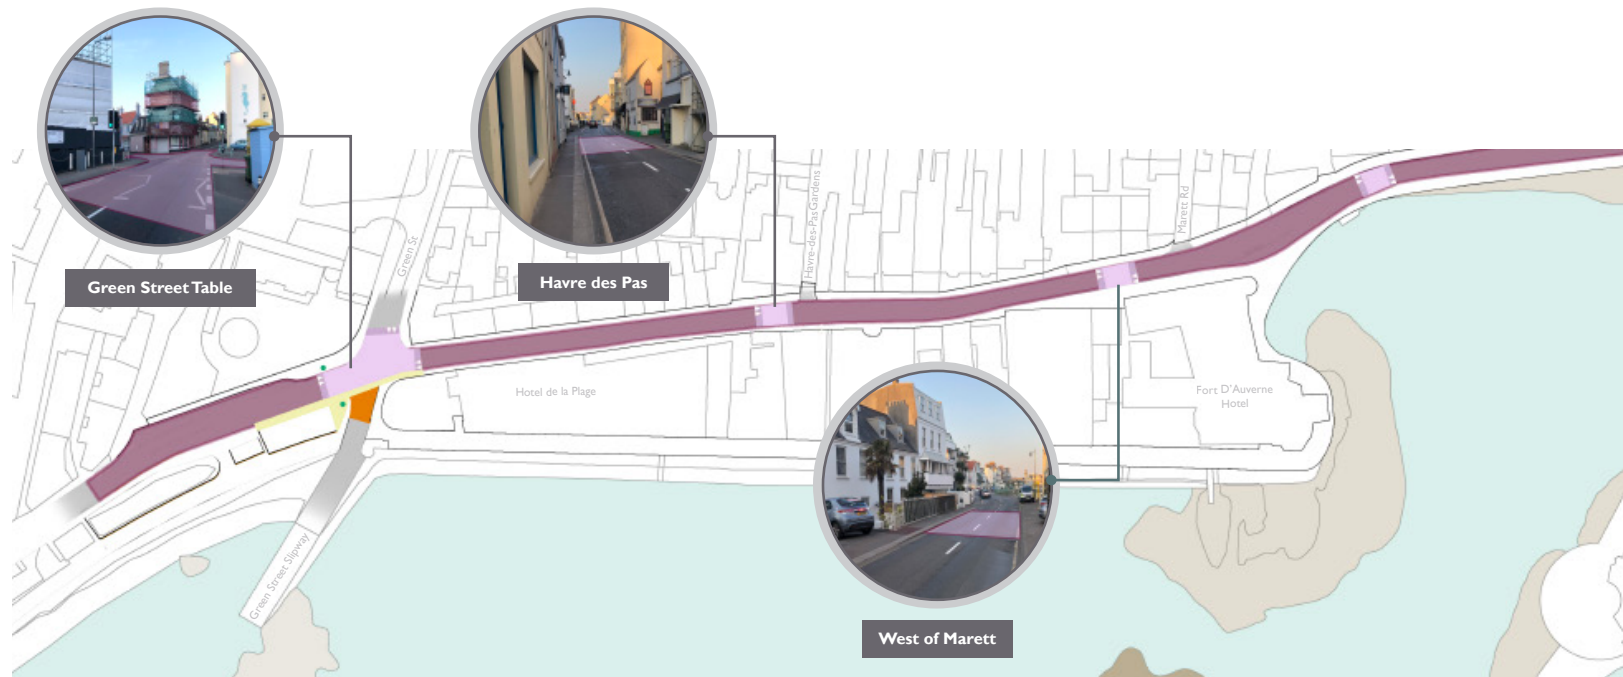 Green Street Table
Havre des Pas
Green St
Havre-des-Pas Gardens
Marett Rd
Hotel de la Plage
Fort D'Auverne
Hotel
Green Street Slipway
West of Marett